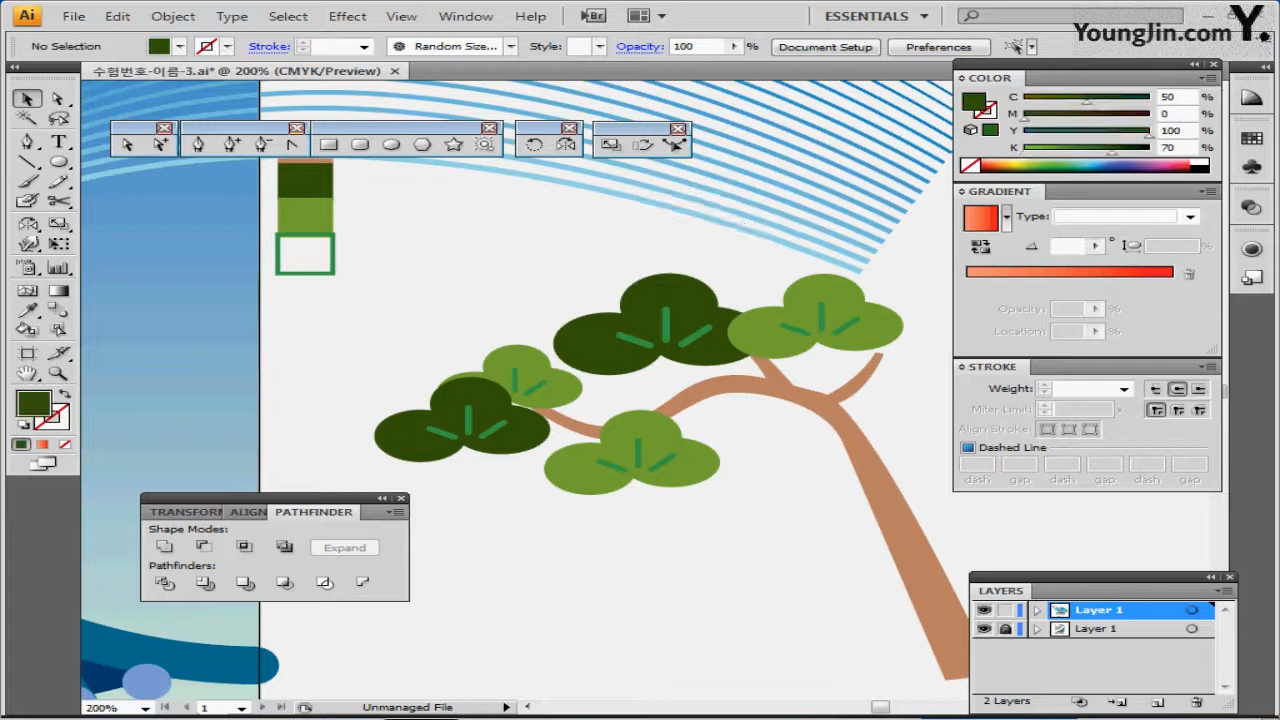 Ai File Edit Object Type Select Effect View Window Help Br ESSENTIALS
YoungJin.com Y.
No Selection Stroke: Random Size... Style: Opacity: 100 % Document Setup Preferences
수험번호-이름-3.ai* @ 200% (CMYK/Preview)
COLOR
C 50 %
M 0 %
Y 100 %
K 70 %
GRADIENT
Type:
° %
Opacity: %
Location: %
STROKE
Weight:
Miter Limit: x
Align Stroke:
Dashed Line
dash gap dash gap dash gap
TRANSFORM ALIGN PATHFINDER
Shape Modes:
Expand
Pathfinders:
LAYERS
Layer 1
Layer 1
2 Layers
200% 1 Unmanaged File